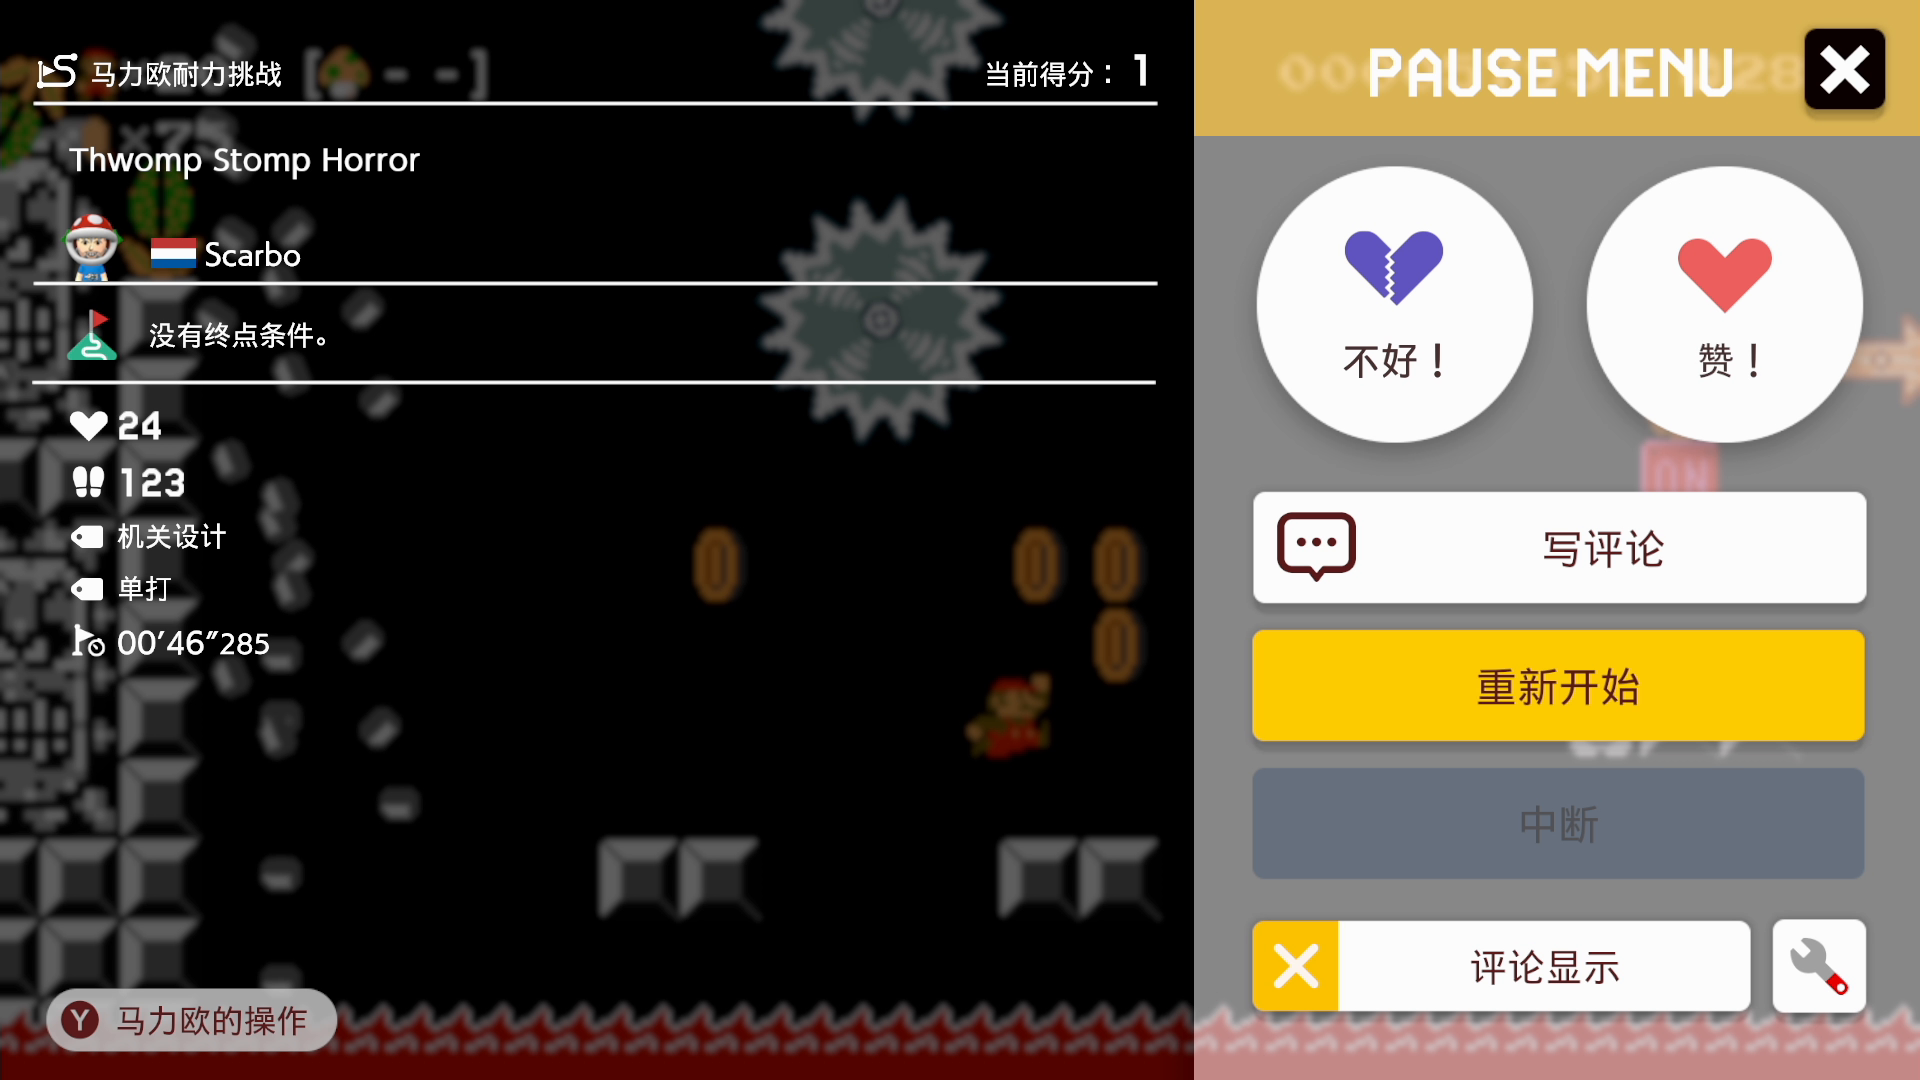 马力欧耐力挑战
当前得分： 1
Thwomp Stomp Horror
Scarbo
没有终点条件。
24
123
机关设计
单打
00'46"285
Y 马力欧的操作
PAUSE MENU
不好！
赞！
ON
写评论
重新开始
中断
评论显示